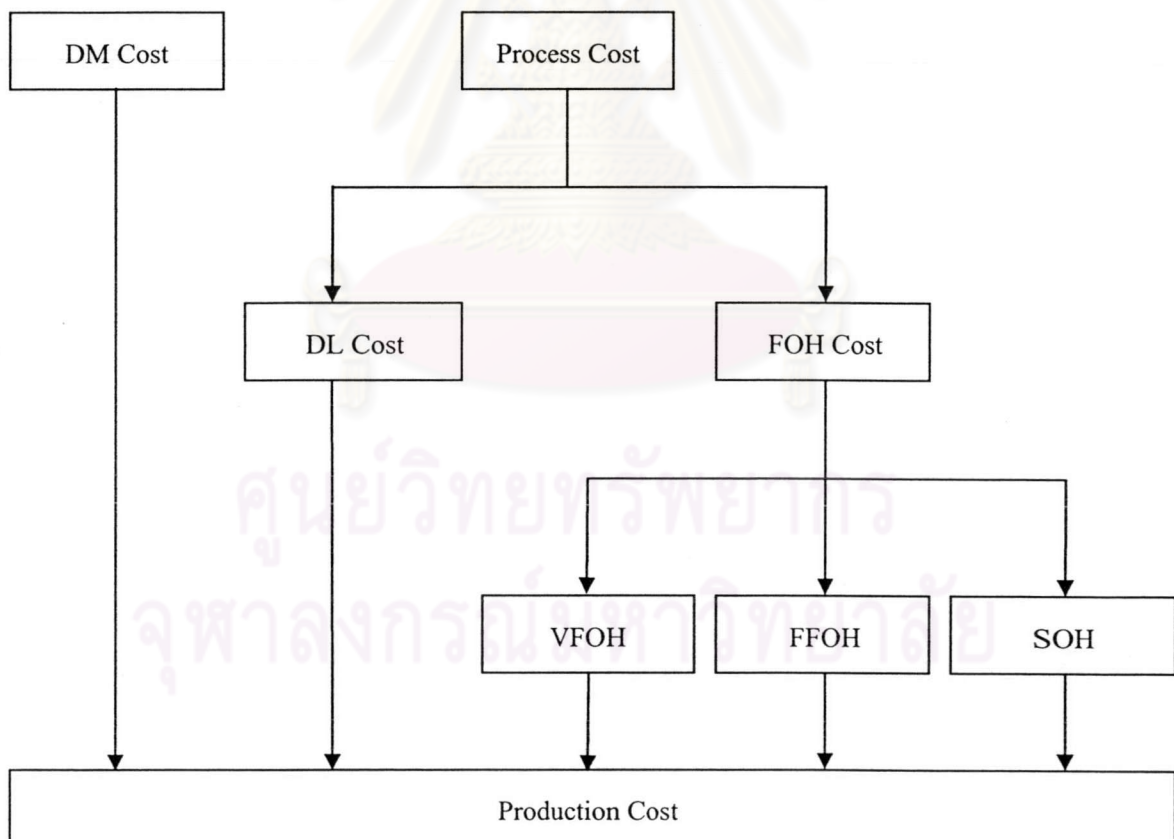 DM Cost
Process Cost
DL Cost
FOH Cost
ศูนย์วิทยทรัพยากร
จุฬาลงกรณ์มหาวิทยาลัย
VFOH
FFOH
SOH
Production Cost